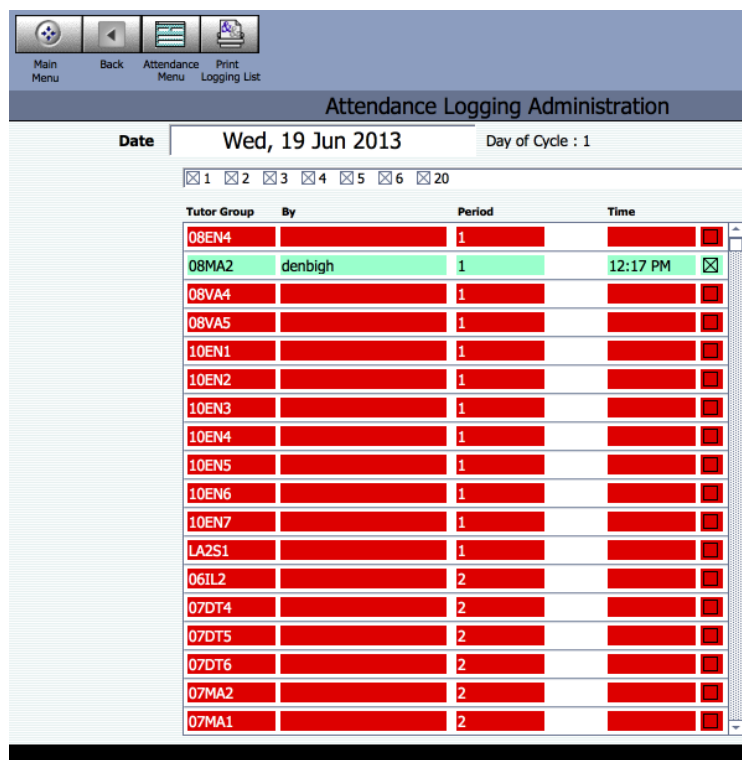 Main Menu
Back
Attendance Menu
Print Logging List
Attendance Logging Administration
Date Wed, 19 Jun 2013 Day of Cycle : 1
1 2 3 4 5 6 20
Tutor Group By Period Time
08EN4 1
08MA2 denbigh 1 12:17 PM
08VA4 1
08VA5 1
10EN1 1
10EN2 1
10EN3 1
10EN4 1
10EN5 1
10EN6 1
10EN7 1
LA2S1 1
06IL2 2
07DT4 2
07DT5 2
07DT6 2
07MA2 2
07MA1 2